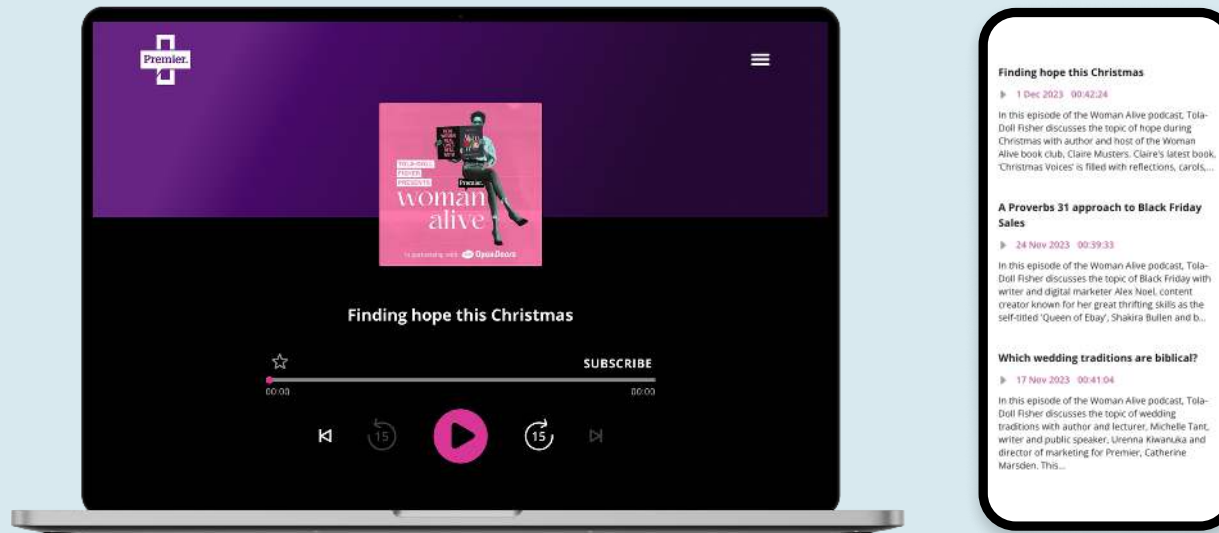 Premier.
TOLA-DOLL
FISHER
PRESENTS
Premier.
woman
alive
In partnership with Open Doors
Finding hope this Christmas
SUBSCRIBE
00:00 00:00
15 15
Finding hope this Christmas
1 Dec 2023 00:42:24
In this episode of the Woman Alive podcast, Tola-
Doll Fisher discusses the topic of hope during
Christmas with author and host of the Woman
Alive book club, Claire Musters. Claire's latest book,
'Christmas Voices' is filled with reflections, carols,...
A Proverbs 31 approach to Black Friday
Sales
24 Nov 2023 00:39:33
In this episode of the Woman Alive podcast, Tola-
Doll Fisher discusses the topic of Black Friday with
writer and digital marketer Alex Noel, content
creator known for her great thrifting skills as the
self-titled 'Queen of Ebay', Shakira Bullen and b...
Which wedding traditions are biblical?
17 Nov 2023 00:41:04
In this episode of the Woman Alive podcast, Tola-
Doll Fisher discusses the topic of wedding
traditions with author and lecturer, Michelle Tant,
writer and public speaker, Urenna Kiwanuka and
director of marketing for Premier, Catherine
Marsden. This...